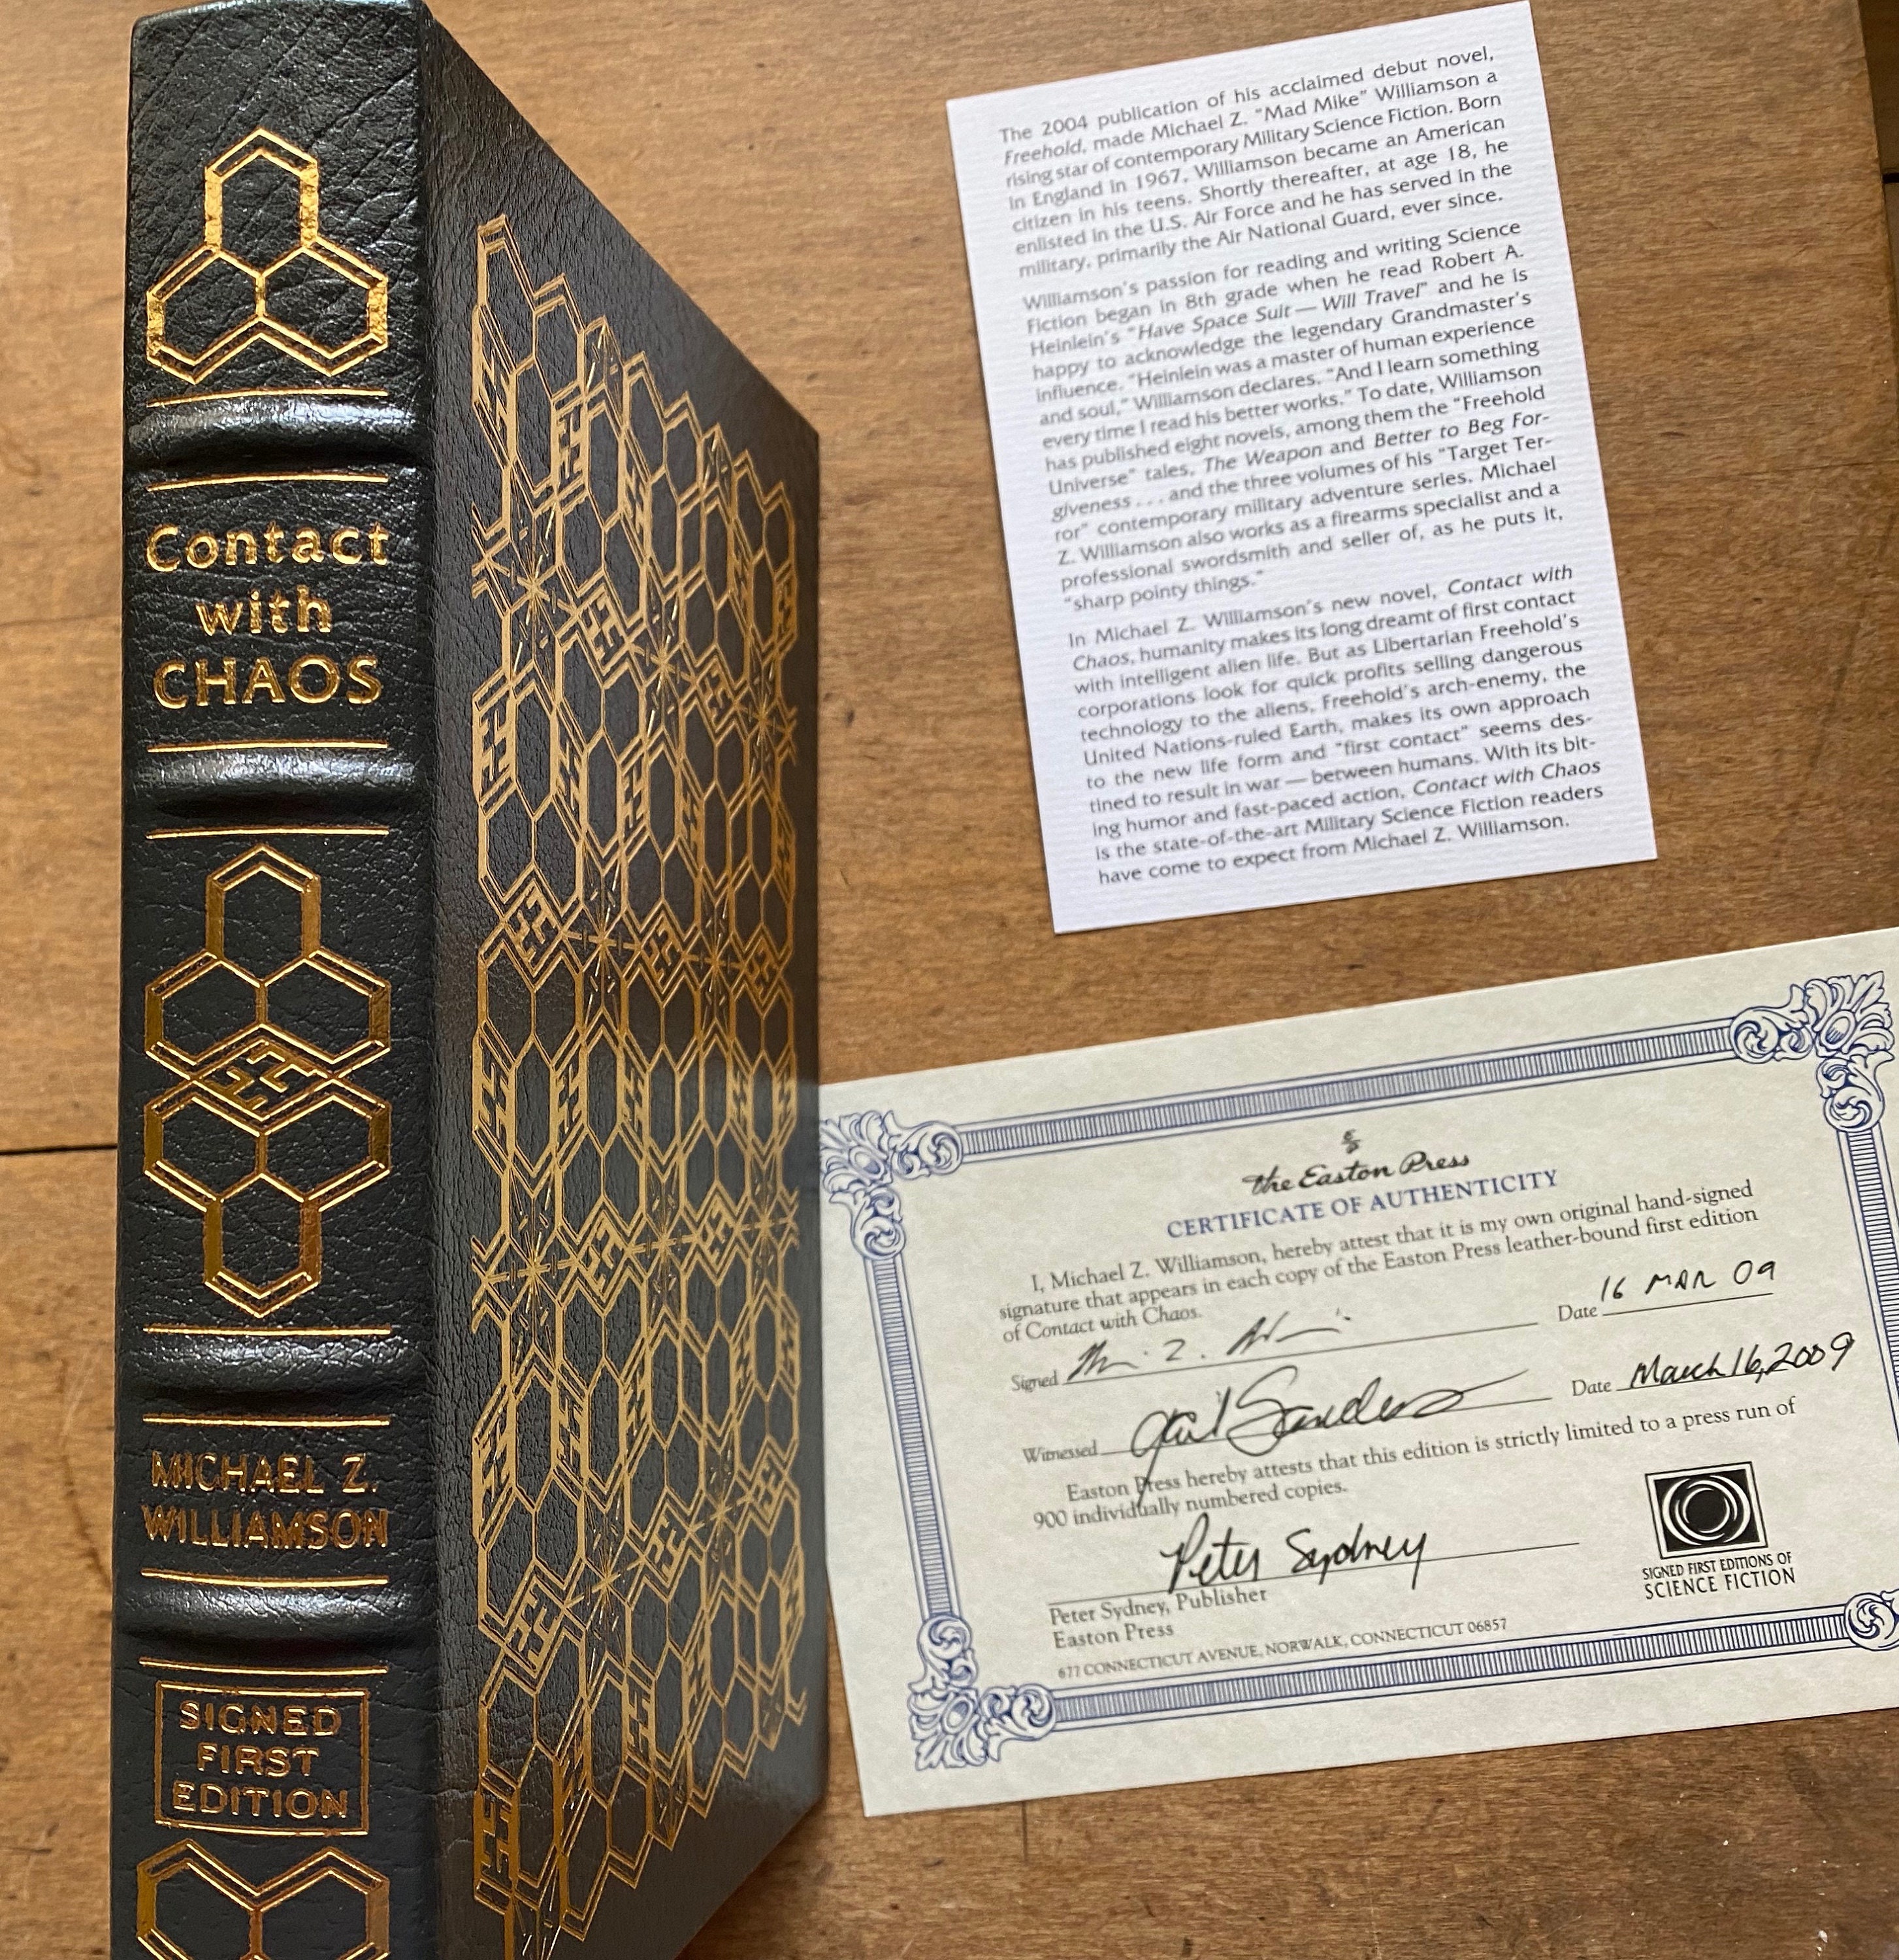 Contact
with
CHAOS
MICHAEL Z.
WILLIAMSON
SIGNED
FIRST
EDITION
The 2004 publication of his acclaimed debut novel,
Freehold, made Michael Z. "Mad Mike" Williamson a
rising star of contemporary Military Science Fiction. Born
in England in 1967, Williamson became an American
citizen in his teens. Shortly thereafter, at age 18, he
enlisted in the U.S. Air Force and he has served in the
military, primarily the Air National Guard, ever since.
Williamson's passion for reading and writing Science
Fiction began in 8th grade when he read Robert A.
Heinlein's "Have Space Suit — Will Travel" and he is
happy to acknowledge the legendary Grandmaster's
influence. "Heinlein was a master of human experience
and soul," Williamson declares. "And I learn something
every time I read his better works." To date, Williamson
has published eight novels, among them the "Freehold
Universe" tales, The Weapon and Better to Beg For-
giveness . . . and the three volumes of his "Target Ter-
ror" contemporary military adventure series. Michael
Z. Williamson also works as a firearms specialist and a
professional swordsmith and seller of, as he puts it,
"sharp pointy things."
In Michael Z. Williamson's new novel, Contact with
Chaos, humanity makes its long dreamt of first contact
with intelligent alien life. But as Libertarian Freehold's
corporations look for quick profits selling dangerous
technology to the aliens, Freehold's arch-enemy, the
United Nations-ruled Earth, makes its own approach
to the new life form and "first contact" seems des-
tined to result in war — between humans. With its bit-
ing humor and fast-paced action, Contact with Chaos
is the state-of-the-art Military Science Fiction readers
have come to expect from Michael Z. Williamson.
the Easton Press
CERTIFICATE OF AUTHENTICITY
I, Michael Z. Williamson, hereby attest that it is my own original hand-signed
signature that appears in each copy of the Easton Press leather-bound first edition
of Contact with Chaos.
Signed Date 16 MAR 09
Witnessed Gail Sanders Date March 16, 2009
Easton Press hereby attests that this edition is strictly limited to a press run of
900 individually numbered copies.
Peter Sydney
Peter Sydney, Publisher
Easton Press
677 CONNECTICUT AVENUE, NORWALK, CONNECTICUT 06857
SIGNED FIRST EDITIONS OF
SCIENCE FICTION